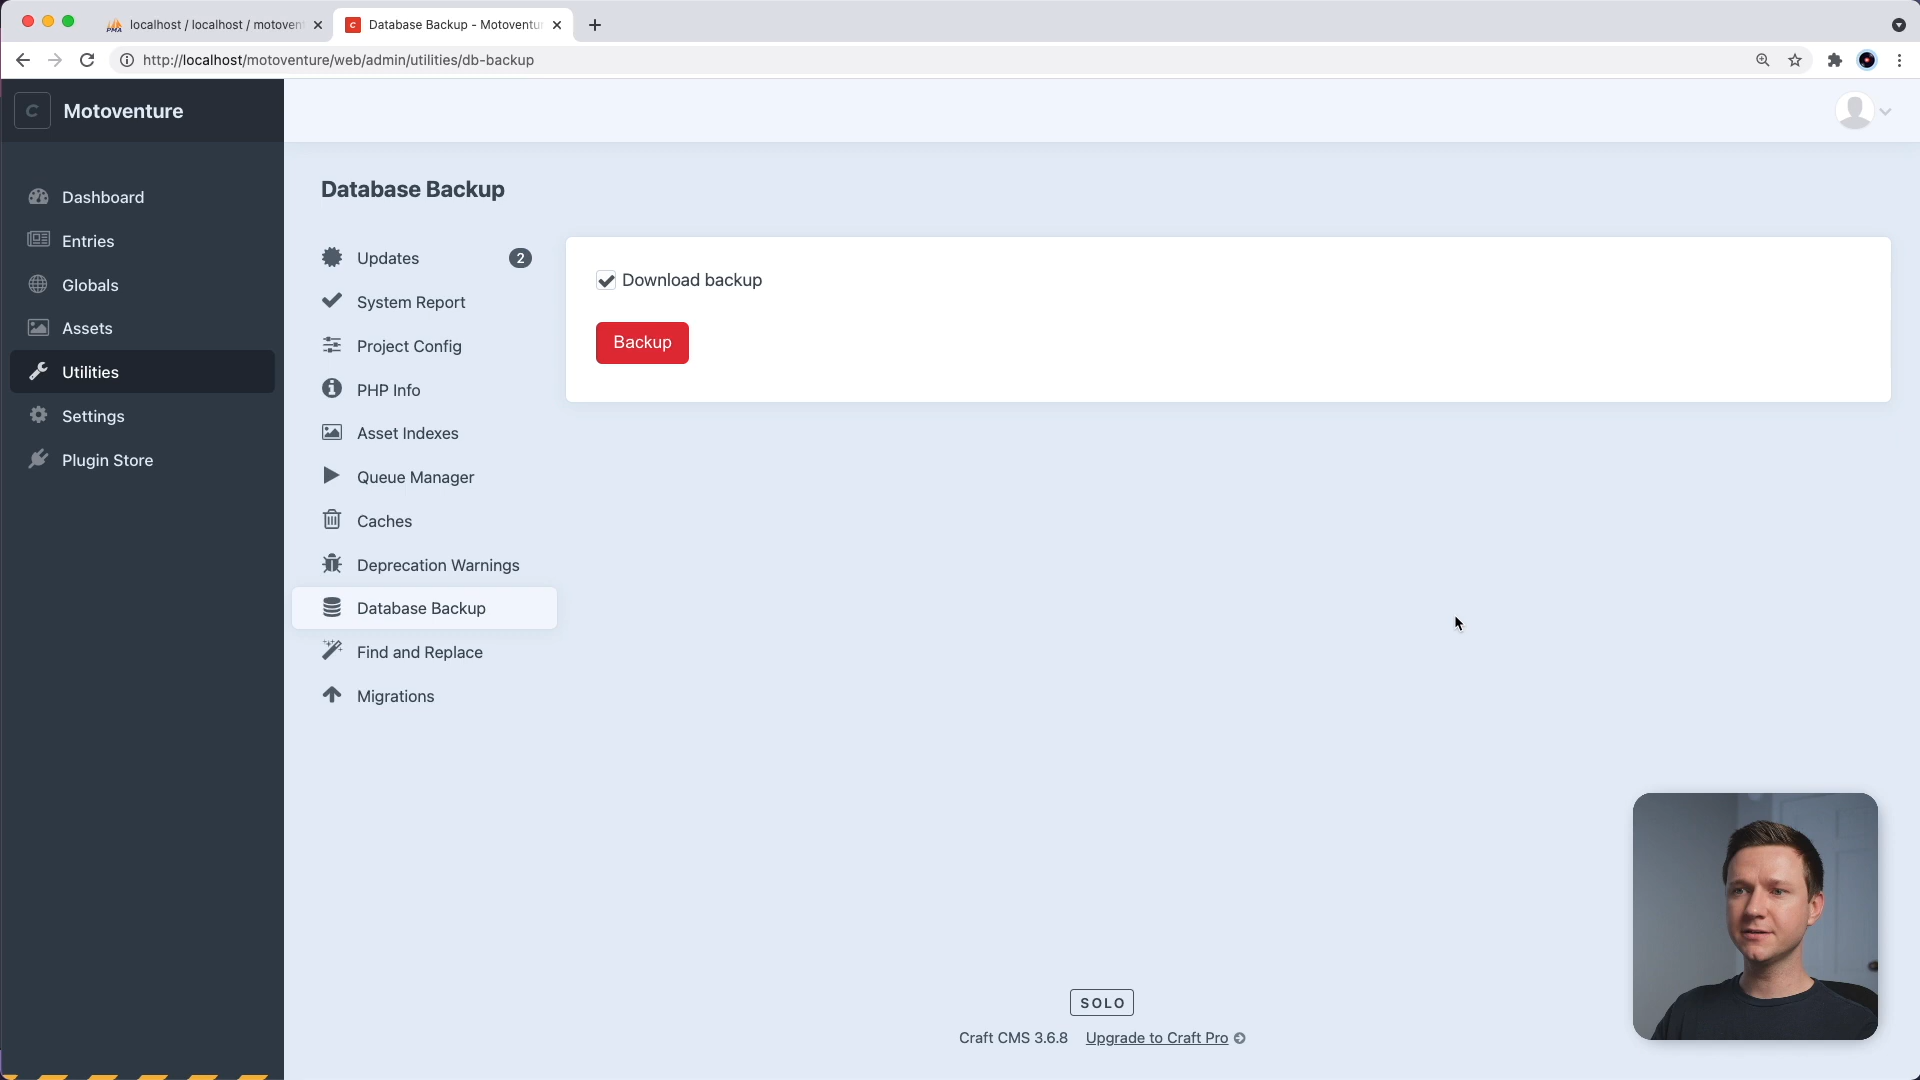 localhost / localhost / motoven
Database Backup - Motoventu
http://localhost/motoventure/web/admin/utilities/db-backup
C Motoventure
Dashboard
Entries
Globals
Assets
Utilities
Settings
Plugin Store
Database Backup
Updates 2
System Report
Project Config
PHP Info
Asset Indexes
Queue Manager
Caches
Deprecation Warnings
Database Backup
Find and Replace
Migrations
Download backup
Backup
SOLO
Craft CMS 3.6.8 Upgrade to Craft Pro